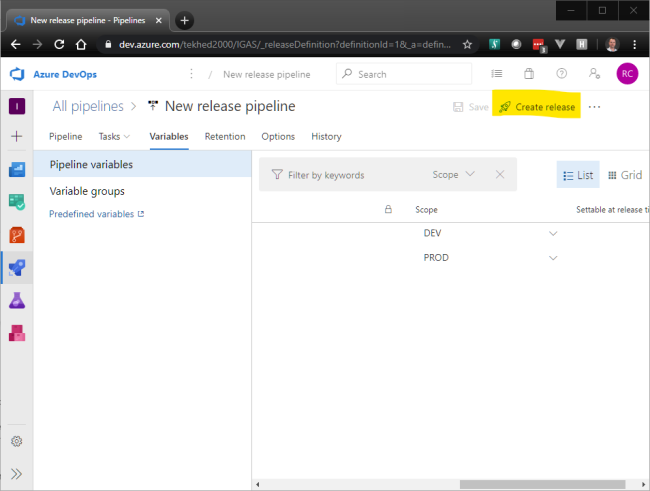 New release pipeline - Pipelines
dev.azure.com/tekhed2000/IGAS/_releaseDefinition?definitionId=1&_a=defin...
Azure DevOps
/ New release pipeline
Search
RC
I
All pipelines
New release pipeline
Save
Create release
Pipeline
Tasks
Variables
Retention
Options
History
Pipeline variables
Variable groups
Predefined variables
Filter by keywords
Scope
List
Grid
Scope
Settable at release ti
DEV
PROD